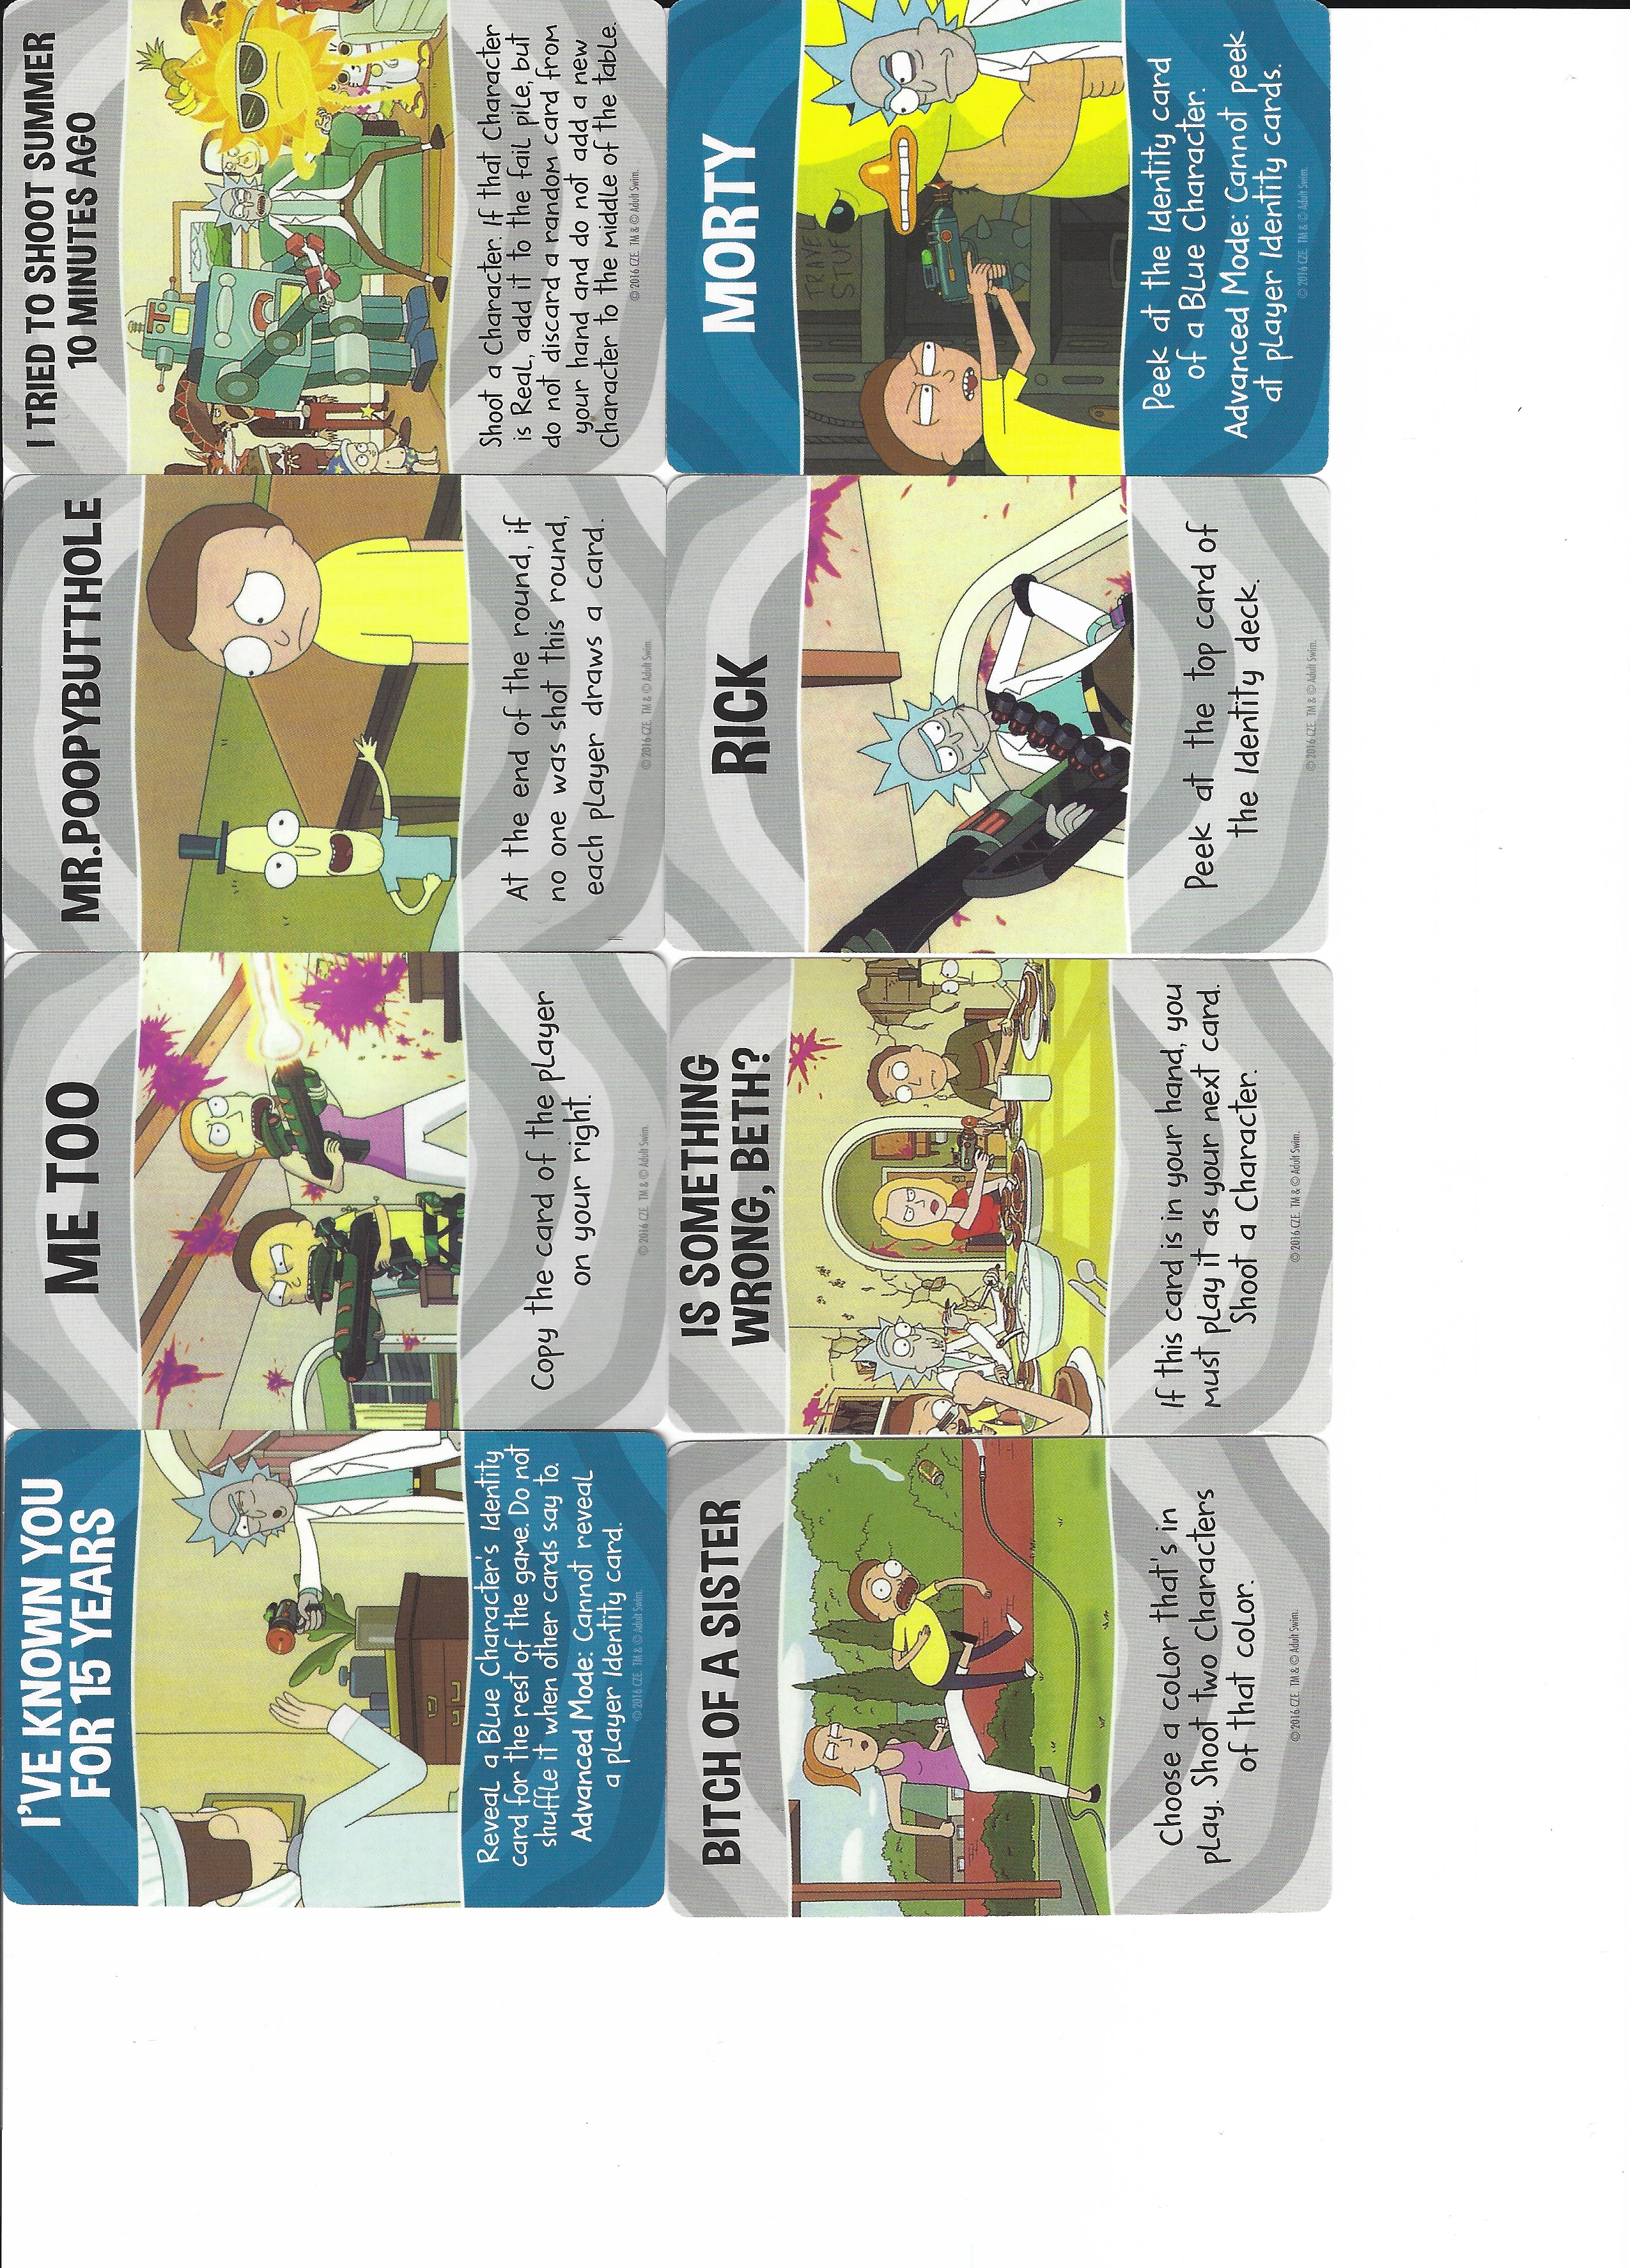 I'VE KNOWN YOU
FOR 15 YEARS
Reveal a Blue Character's Identity
card for the rest of the game. Do not
shuffle it when other cards say to.
Advanced Mode: Cannot reveal
a player Identity card.
© 2016 CZE. TM & © Adult Swim.
ME TOO
Copy the card of the player
on your right.
© 2016 CZE. TM & © Adult Swim.
MR.POOPYBUTTHOLE
At the end of the round, if
no one was shot this round,
each player draws a card.
© 2016 CZE. TM & © Adult Swim.
I TRIED TO SHOOT SUMMER
10 MINUTES AGO
Shoot a Character. If that Character
is Real, add it to the fail pile, but
do not discard a random card from
your hand and do not add a new
Character to the middle of the table.
© 2016 CZE. TM & © Adult Swim.
BITCH OF A SISTER
Choose a color that's in
play. Shoot two Characters
of that color.
© 2016 CZE. TM & © Adult Swim.
IS SOMETHING
WRONG, BETH?
If this card is in your hand, you
must play it as your next card.
Shoot a Character.
© 2016 CZE. TM & © Adult Swim.
RICK
Peek at the top card of
the Identity deck.
© 2016 CZE. TM & © Adult Swim.
MORTY
TRAVEL
STUFF
Peek at the Identity card
of a Blue Character.
Advanced Mode: Cannot peek
at player Identity cards.
© 2016 CZE. TM & © Adult Swim.